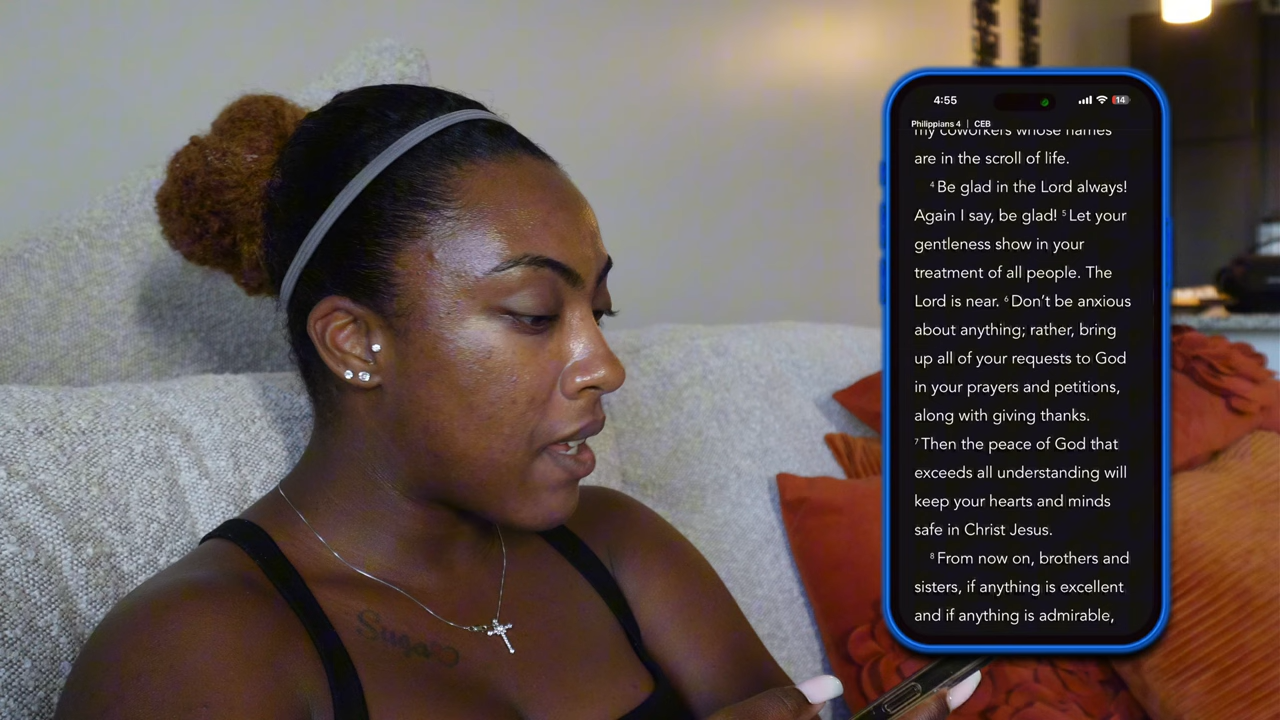 4:55
14
Philippians 4 | CEB
my coworkers whose names
are in the scroll of life.
4 Be glad in the Lord always!
Again I say, be glad! 5 Let your
gentleness show in your
treatment of all people. The
Lord is near. 6 Don’t be anxious
about anything; rather, bring
up all of your requests to God
in your prayers and petitions,
along with giving thanks.
7 Then the peace of God that
exceeds all understanding will
keep your hearts and minds
safe in Christ Jesus.
8 From now on, brothers and
sisters, if anything is excellent
and if anything is admirable,
Suga